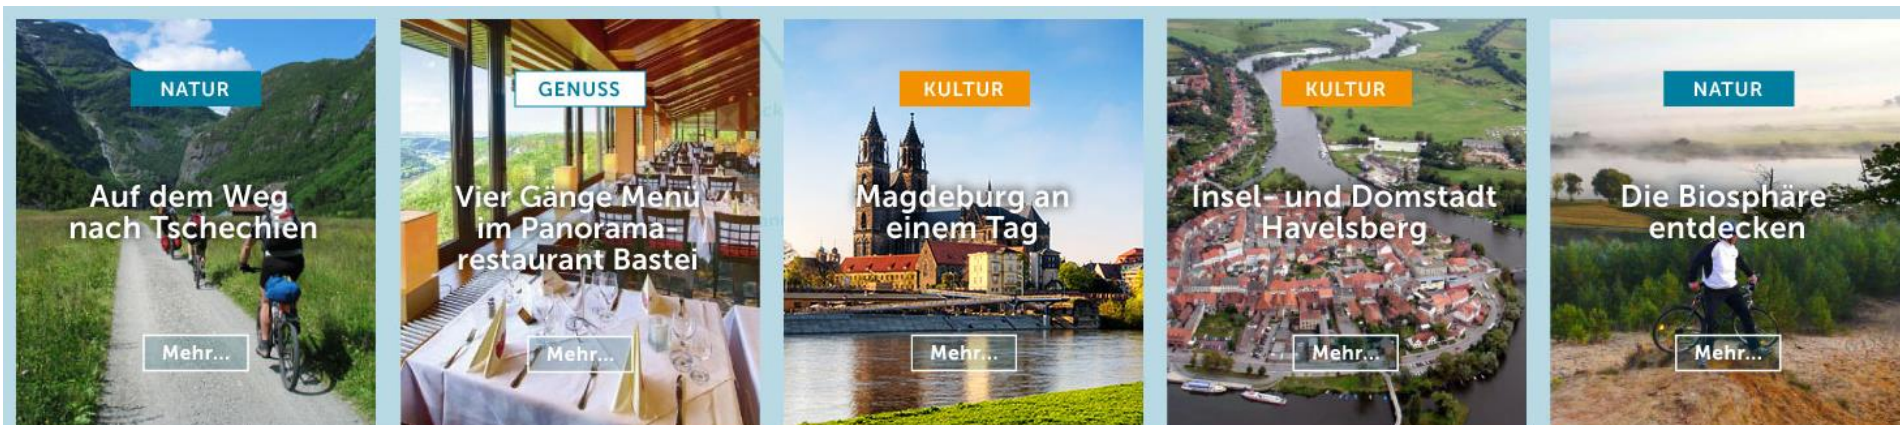 NATUR
Auf dem Weg
nach Tschechien
Mehr...
GENUSS
Vier Gänge Menü
im Panorama-
restaurant Bastei
Mehr...
KULTUR
Magdeburg an
einem Tag
Mehr...
KULTUR
Insel- und Domstadt
Havelsberg
Mehr...
NATUR
Die Biosphäre
entdecken
Mehr...